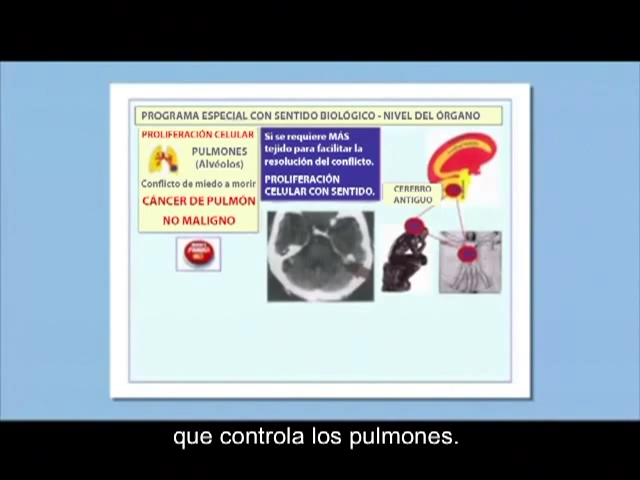 PROGRAMA ESPECIAL CON SENTIDO BIOLÓGICO - NIVEL DEL ÓRGANO
PROLIFERACIÓN CELULAR
PULMONES
(Alvéolos)
Conflicto de miedo a morir
CÁNCER DE PULMÓN
NO MALIGNO
Si se requiere MÁS
tejido para facilitar la
resolución del conflicto.
PROLIFERACIÓN
CELULAR CON SENTIDO.
CEREBRO
ANTIGUO
que controla los pulmones.